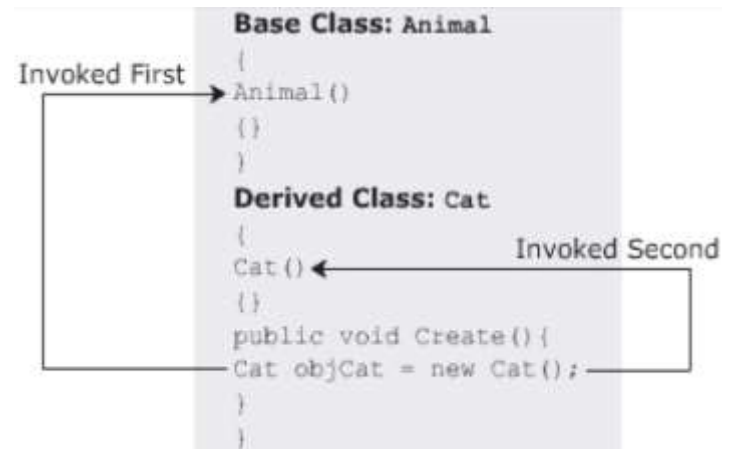 Base Class: Animal
{
Invoked First
Animal()
{}
}
Derived Class: Cat
{
Invoked Second
Cat()
{}
public void Create(){
Cat objCat = new Cat();
}
}